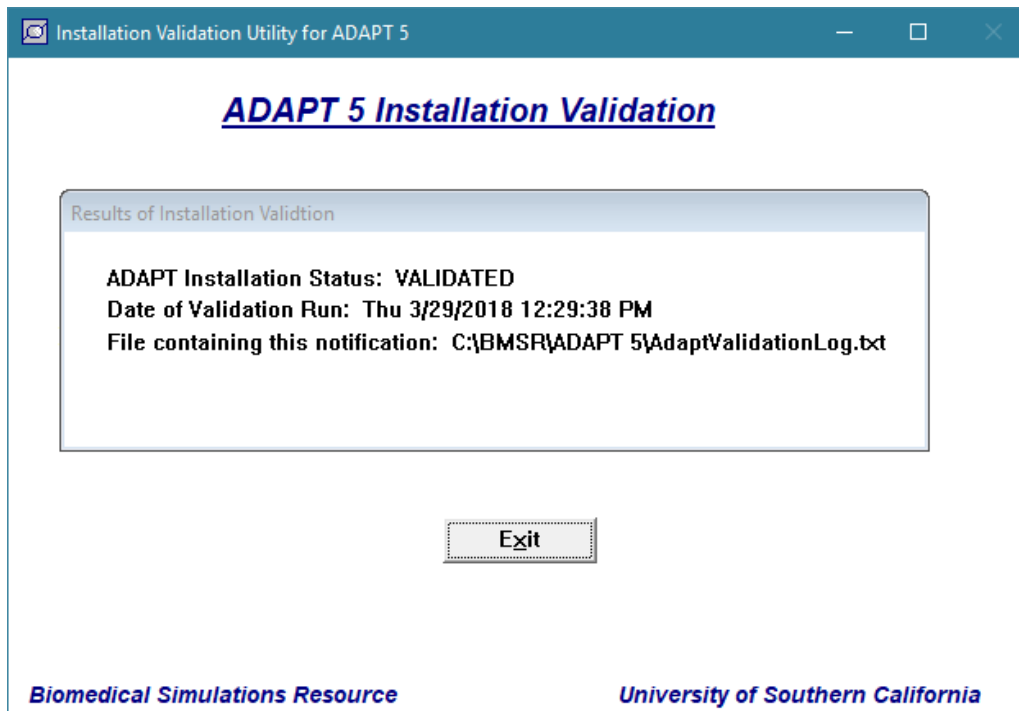 Installation Validation Utility for ADAPT 5
ADAPT 5 Installation Validation
Results of Installation Validtion
ADAPT Installation Status: VALIDATED
Date of Validation Run: Thu 3/29/2018 12:29:38 PM
File containing this notification: C:\BMSR\ADAPT 5\AdaptValidationLog.txt
Exit
Biomedical Simulations Resource
University of Southern California